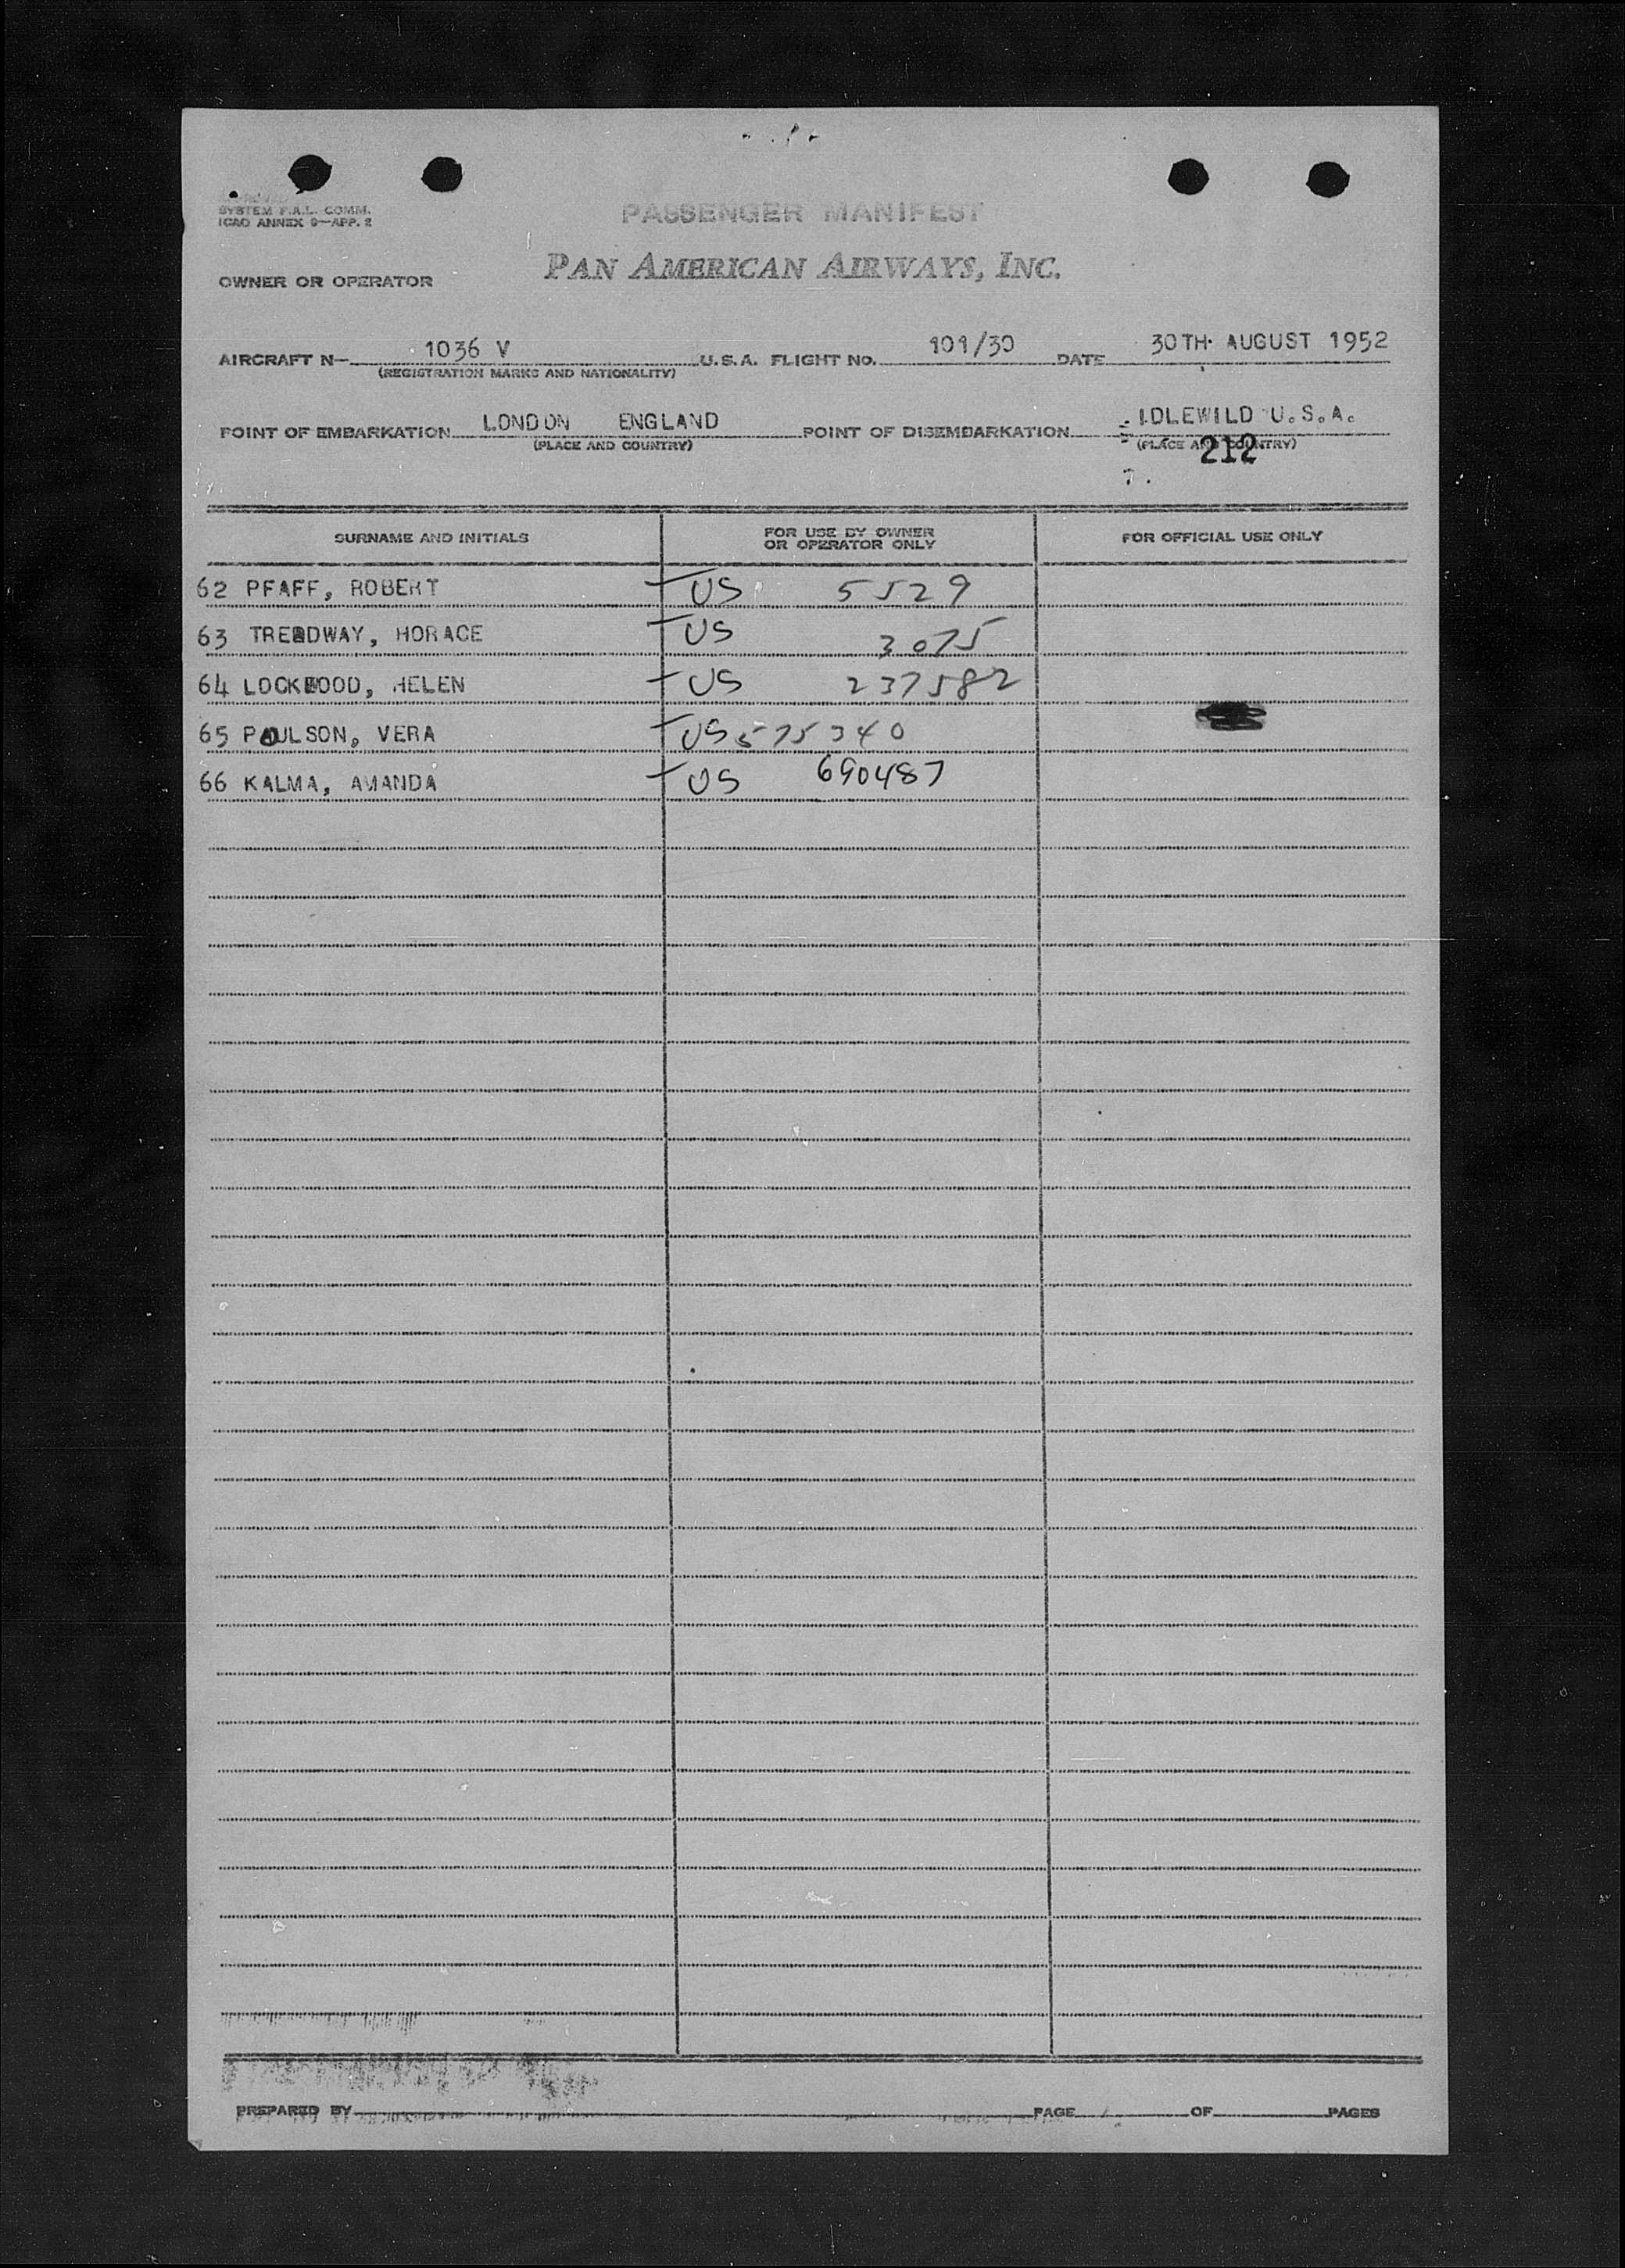 SYSTEM F.A.L. COMM.
ICAO ANNEX 9—APP. 2
PASSENGER MANIFEST
OWNER OR OPERATOR PAN AMERICAN AIRWAYS, INC.
AIRCRAFT N— 1036 V U.S.A. FLIGHT NO. 101/30 DATE 30TH. AUGUST 1952
(REGISTRATION MARKS AND NATIONALITY)
POINT OF EMBARKATION LONDON ENGLAND POINT OF DISEMBARKATION IDLEWILD U.S.A.
(PLACE AND COUNTRY) (PLACE AND COUNTRY)
212
SURNAME AND INITIALS FOR USE BY OWNER OR OPERATOR ONLY FOR OFFICIAL USE ONLY
62 PFAFF, ROBERT US 5529
63 TREADWAY, HORACE US 3075
64 LOCKWOOD, HELEN US 237582
65 PAULSON, VERA US 575340
66 KALMA, AMANDA US 690487
PREPARED BY PAGE OF PAGES